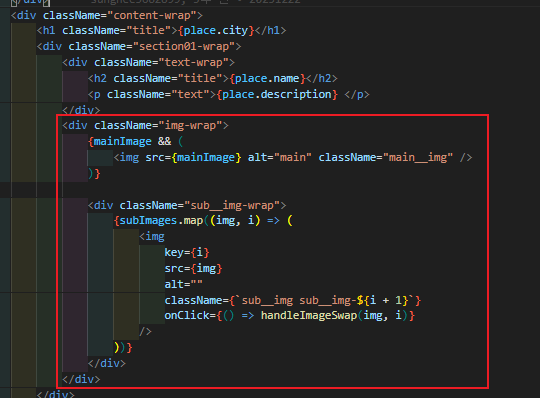 </div>
<div className="content-wrap">
<h1 className="title">{place.city}</h1>
<div className="section01-wrap">
<div className="text-wrap">
<h2 className="title">{place.name}</h2>
<p className="text">{place.description} </p>
</div>
<div className="img-wrap">
{mainImage && (
<img src={mainImage} alt="main" className="main__img" />
)}
<div className="sub__img-wrap">
{subImages.map((img, i) => (
<img
key={i}
src={img}
alt=""
className={`sub__img sub__img-${i + 1}`}
onClick={() => handleImageSwap(img, i)}
/>
))}
</div>
</div>
</div>